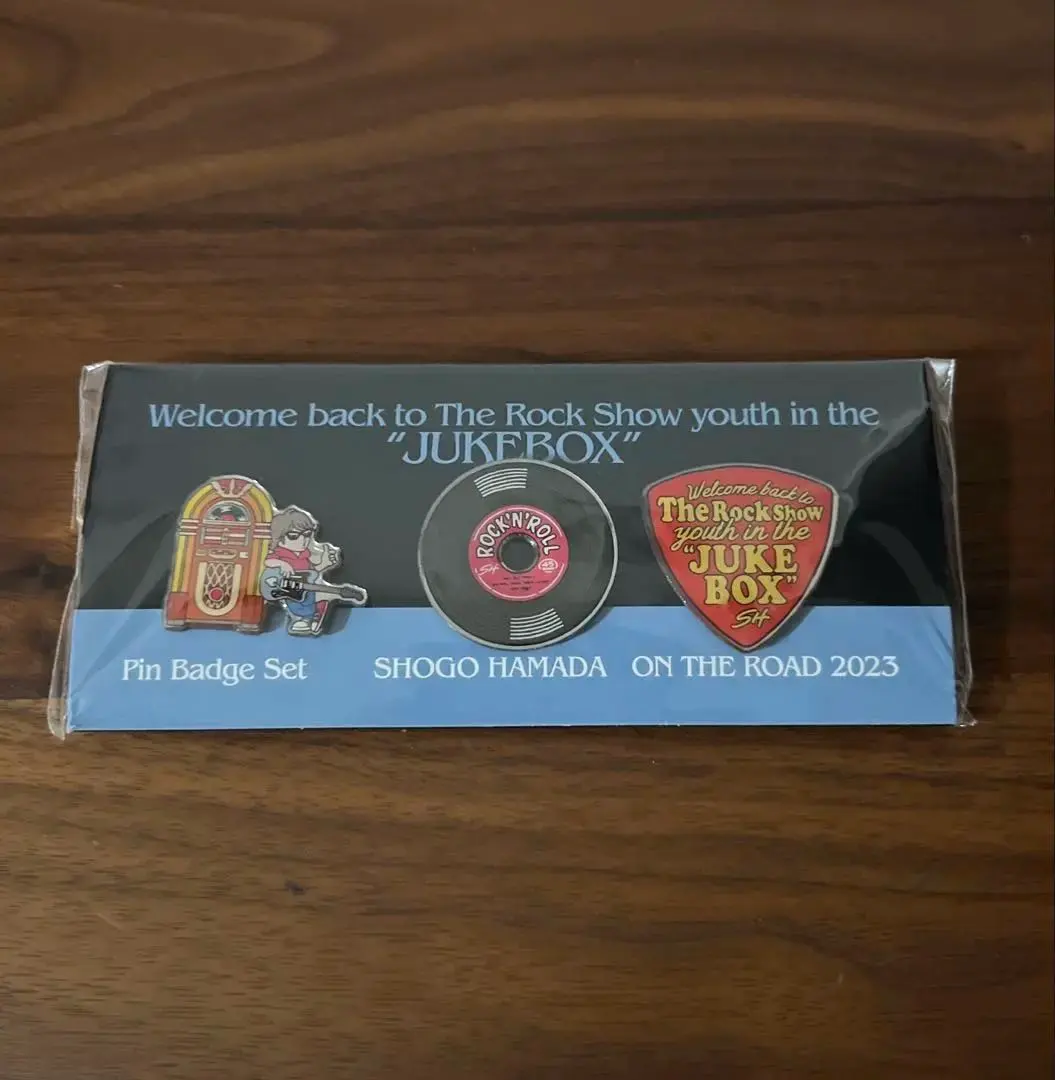 Welcome back to The Rock Show youth in the
"JUKEBOX"
ROCK'N'ROLL
SH
45
Welcome back to
The Rock Show
youth in the
"JUKE
BOX"
SH
Pin Badge Set
SHOGO HAMADA ON THE ROAD 2023